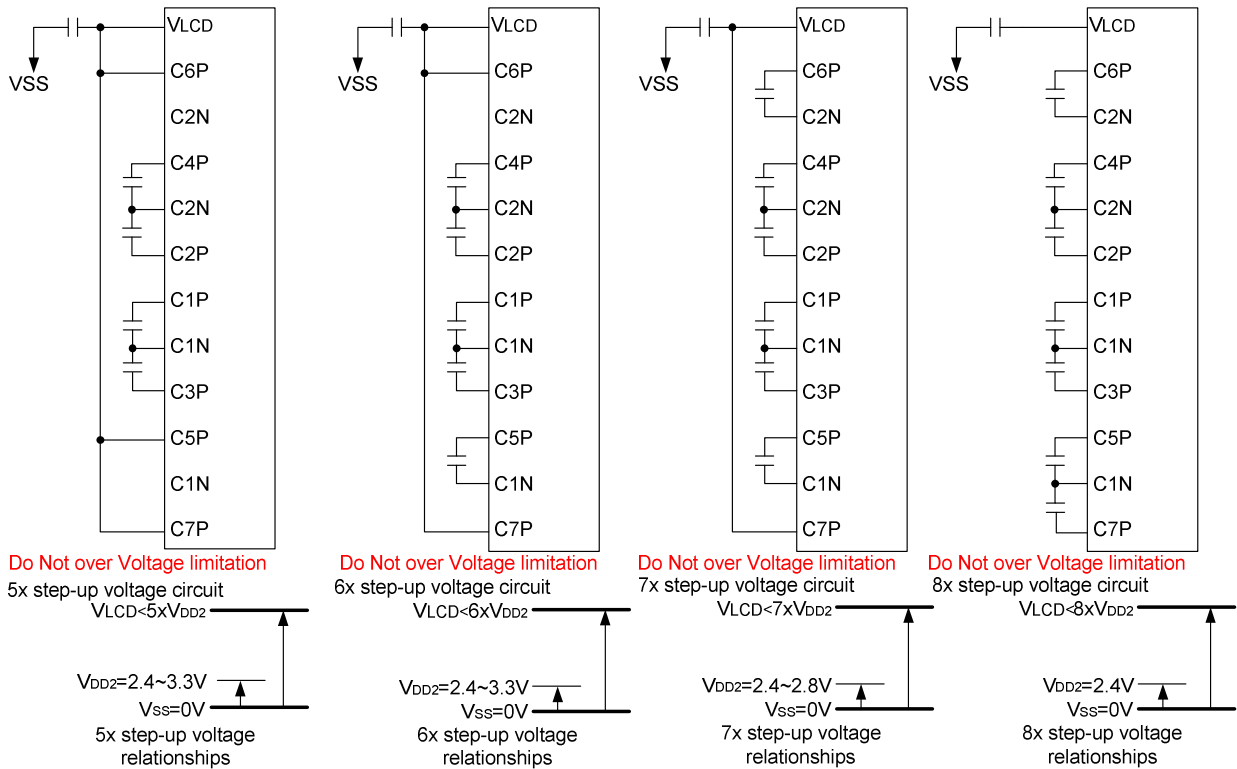 VLCD
C6P
VSS
C2N
C4P
C2N
C2P
C1P
C1N
C3P
C5P
C1N
C7P
Do Not over Voltage limitation
5x step-up voltage circuit
VLCD<5xVDD2
VDD2=2.4~3.3V
VSS=0V
5x step-up voltage
relationships
VLCD
C6P
VSS
C2N
C4P
C2N
C2P
C1P
C1N
C3P
C5P
C1N
C7P
Do Not over Voltage limitation
6x step-up voltage circuit
VLCD<6xVDD2
VDD2=2.4~3.3V
VSS=0V
6x step-up voltage
relationships
VLCD
C6P
VSS
C2N
C4P
C2N
C2P
C1P
C1N
C3P
C5P
C1N
C7P
Do Not over Voltage limitation
7x step-up voltage circuit
VLCD<7xVDD2
VDD2=2.4~2.8V
VSS=0V
7x step-up voltage
relationships
VLCD
C6P
VSS
C2N
C4P
C2N
C2P
C1P
C1N
C3P
C5P
C1N
C7P
Do Not over Voltage limitation
8x step-up voltage circuit
VLCD<8xVDD2
VDD2=2.4V
VSS=0V
8x step-up voltage
relationships